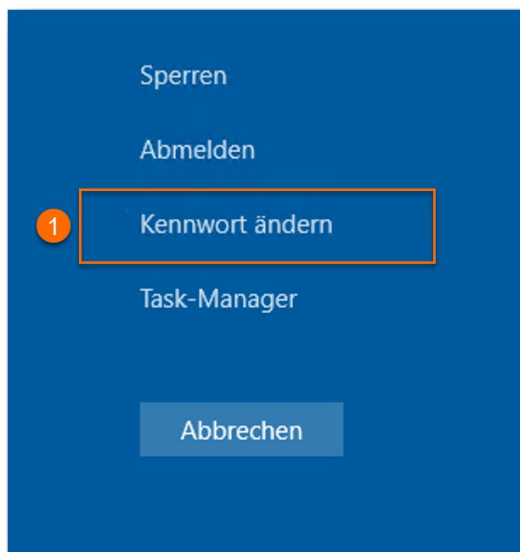 Sperren
Abmelden
1
Kennwort ändern
Task-Manager
Abbrechen